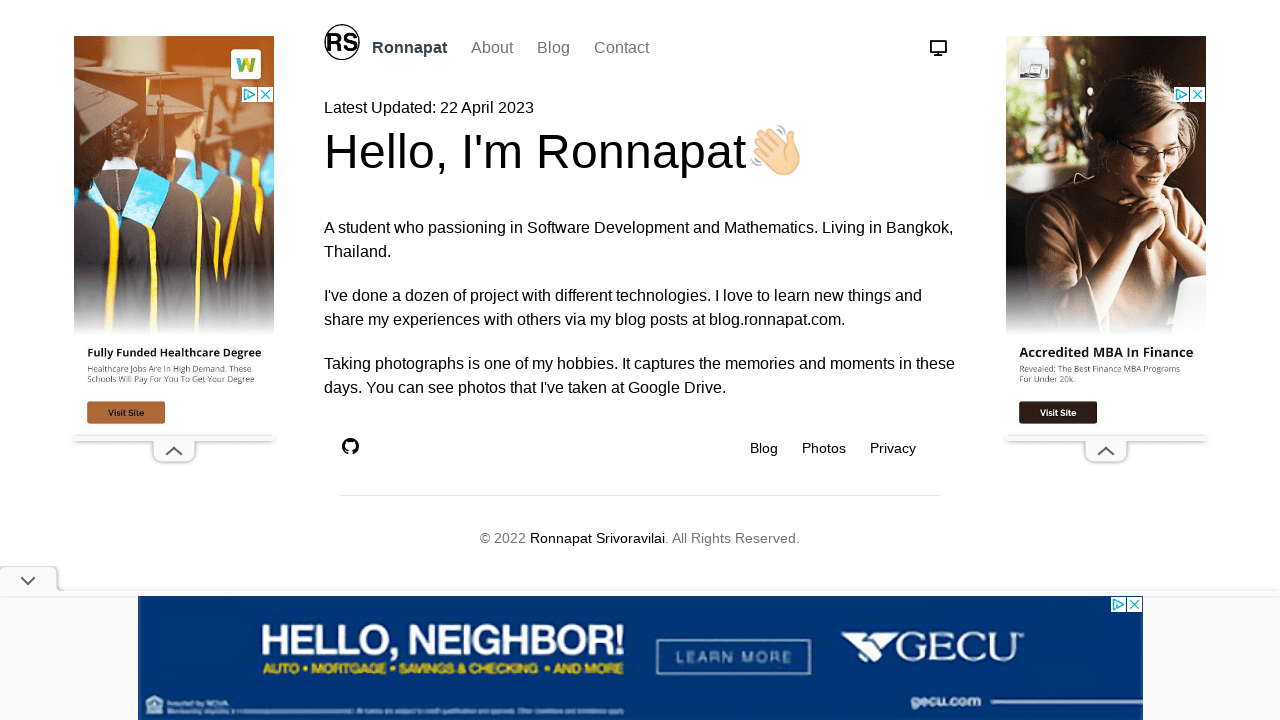 RS Ronnapat About Blog Contact
Latest Updated: 22 April 2023
Hello, I'm Ronnapat
A student who passioning in Software Development and Mathematics. Living in Bangkok,
Thailand.
I've done a dozen of project with different technologies. I love to learn new things and
share my experiences with others via my blog posts at blog.ronnapat.com.
Taking photographs is one of my hobbies. It captures the memories and moments in these
days. You can see photos that I've taken at Google Drive.
Blog Photos Privacy
© 2022 Ronnapat Srivoravilai. All Rights Reserved.
W
Fully Funded Healthcare Degree
Healthcare Jobs Are In High Demand. These
Schools Will Pay For You To Get Your Degree
Visit Site
Accredited MBA In Finance
Revealed: The Best Finance MBA Programs
For Under 20k.
Visit Site
HELLO, NEIGHBOR!
AUTO • MORTGAGE • SAVINGS & CHECKING • AND MORE
LEARN MORE
GECU
Insured by NCUA
gecu.com